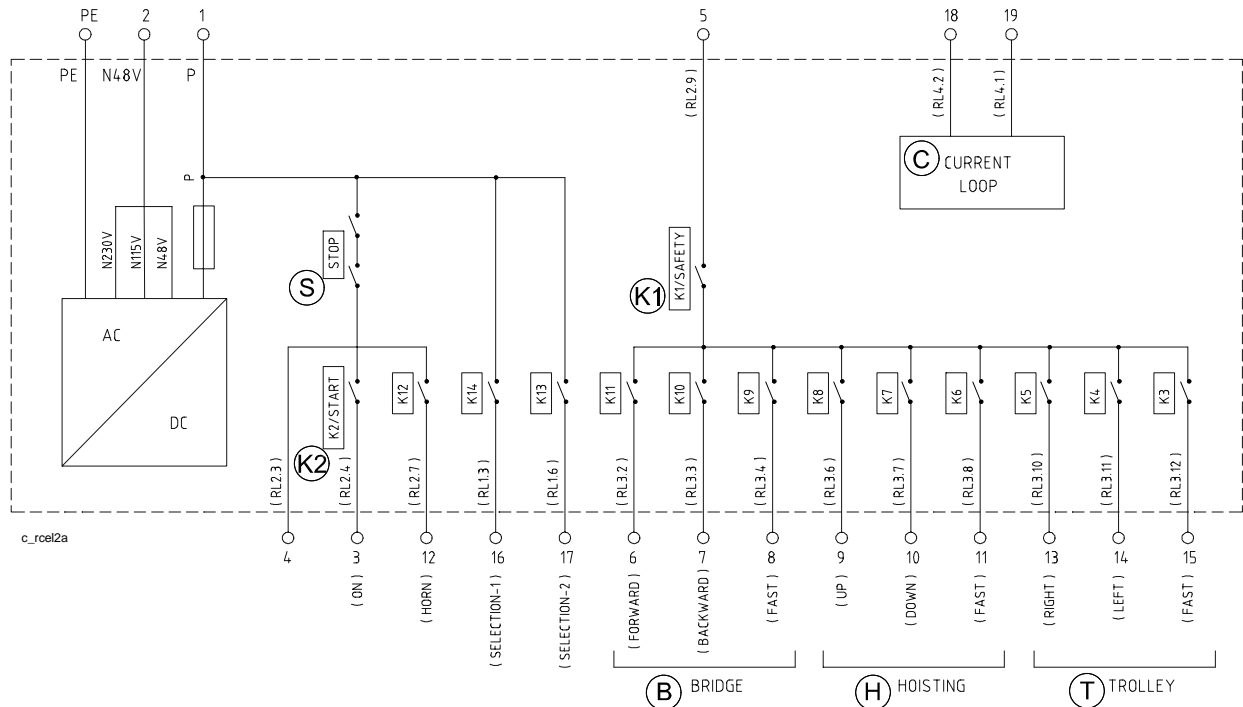 PE 2 1 5 18 19
PE N48V P
( RL2.9 )
( RL4.2 )
( RL4.1 )
C CURRENT
LOOP
P
N230V
N115V
N48V
STOP
S
K1/SAFETY
K1
AC
DC
K2/START
K2
K12
K14
K13
K11
K10
K9
K8
K7
K6
K5
K4
K3
( RL2.3 )
( RL2.4 )
( RL2.7 )
( RL1.3 )
( RL1.6 )
( RL3.2 )
( RL3.3 )
( RL3.4 )
( RL3.6 )
( RL3.7 )
( RL3.8 )
( RL3.10 )
( RL3.11 )
( RL3.12 )
c_rcel2a
4 3 12 16 17 6 7 8 9 10 11 13 14 15
( ON )
( HORN )
( SELECTION-1 )
( SELECTION-2 )
( FORWARD )
( BACKWARD )
( FAST )
( UP )
( DOWN )
( FAST )
( RIGHT )
( LEFT )
( FAST )
B BRIDGE
H HOISTING
T TROLLEY